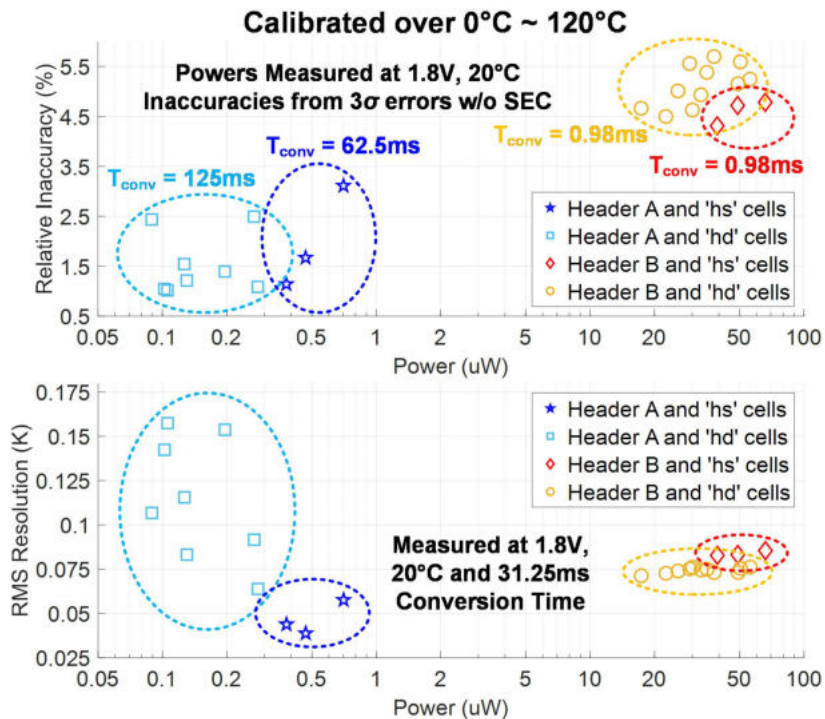 Calibrated over 0°C ~ 120°C
Relative Inaccuracy (%)
5.5
4.5
3.5
2.5
1.5
0.5
Powers Measured at 1.8V, 20°C
Inaccuracies from 3σ errors w/o SEC
Tconv = 125ms
Tconv = 62.5ms
Tconv = 0.98ms
Tconv = 0.98ms
Header A and 'hs' cells
Header A and 'hd' cells
Header B and 'hs' cells
Header B and 'hd' cells
0.05 0.1 0.2 0.5 1 2 5 10 20 50 100
Power (uW)
RMS Resolution (K)
0.175
0.15
0.125
0.1
0.075
0.05
0.025
Header A and 'hs' cells
Header A and 'hd' cells
Header B and 'hs' cells
Header B and 'hd' cells
Measured at 1.8V,
20°C and 31.25ms
Conversion Time
0.05 0.1 0.2 0.5 1 2 5 10 20 50 100
Power (uW)